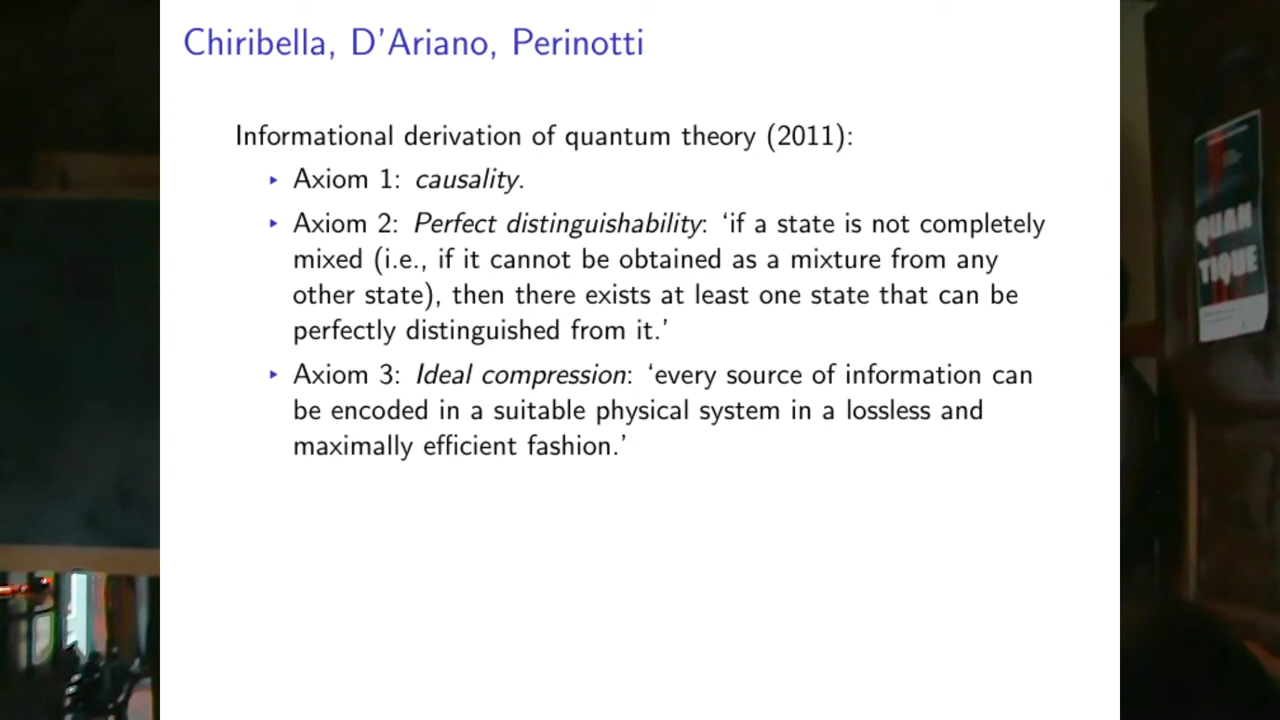 Chiribella, D'Ariano, Perinotti
Informational derivation of quantum theory (2011):
‣ Axiom 1: causality.
‣ Axiom 2: Perfect distinguishability: ‘if a state is not completely
mixed (i.e., if it cannot be obtained as a mixture from any
other state), then there exists at least one state that can be
perfectly distinguished from it.’
‣ Axiom 3: Ideal compression: ‘every source of information can
be encoded in a suitable physical system in a lossless and
maximally efficient fashion.’
QUAN
TIQUE